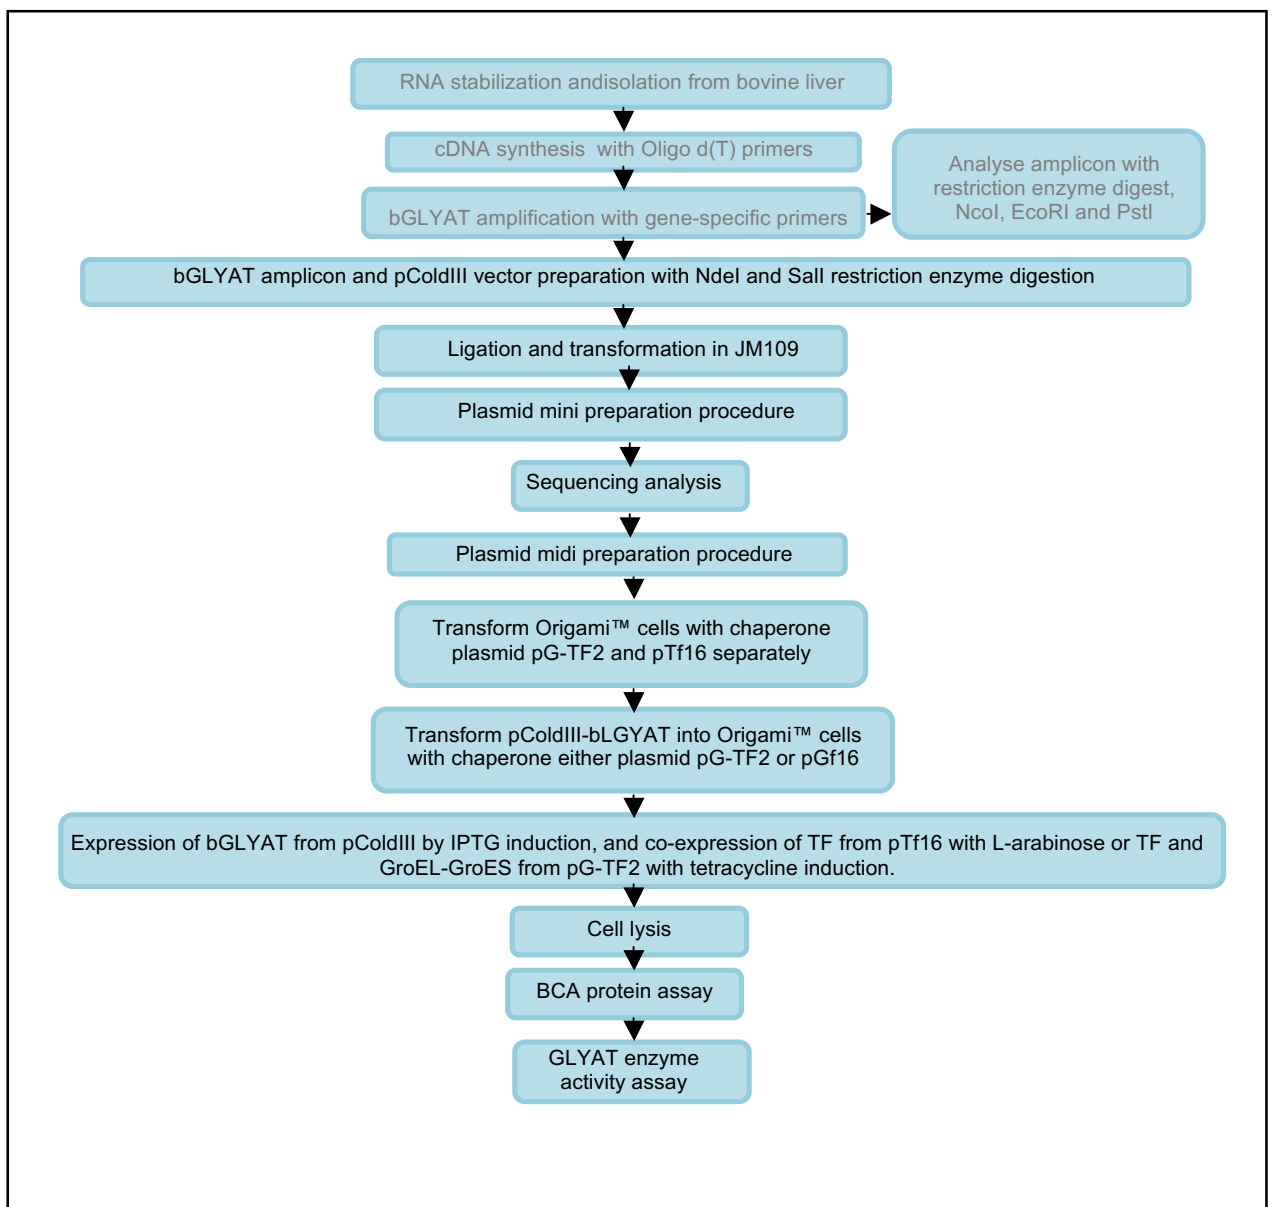 RNA stabilization andisolation from bovine liver
cDNA synthesis with Oligo d(T) primers
bGLYAT amplification with gene-specific primers
Analyse amplicon with
restriction enzyme digest,
NcoI, EcoRI and PstI
bGLYAT amplicon and pColdIII vector preparation with NdeI and SalI restriction enzyme digestion
Ligation and transformation in JM109
Plasmid mini preparation procedure
Sequencing analysis
Plasmid midi preparation procedure
Transform Origami™ cells with chaperone
plasmid pG-TF2 and pTf16 separately
Transform pColdIII-bLGYAT into Origami™ cells
with chaperone either plasmid pG-TF2 or pGf16
Expression of bGLYAT from pColdIII by IPTG induction, and co-expression of TF from pTf16 with L-arabinose or TF and
GroEL-GroES from pG-TF2 with tetracycline induction.
Cell lysis
BCA protein assay
GLYAT enzyme
activity assay